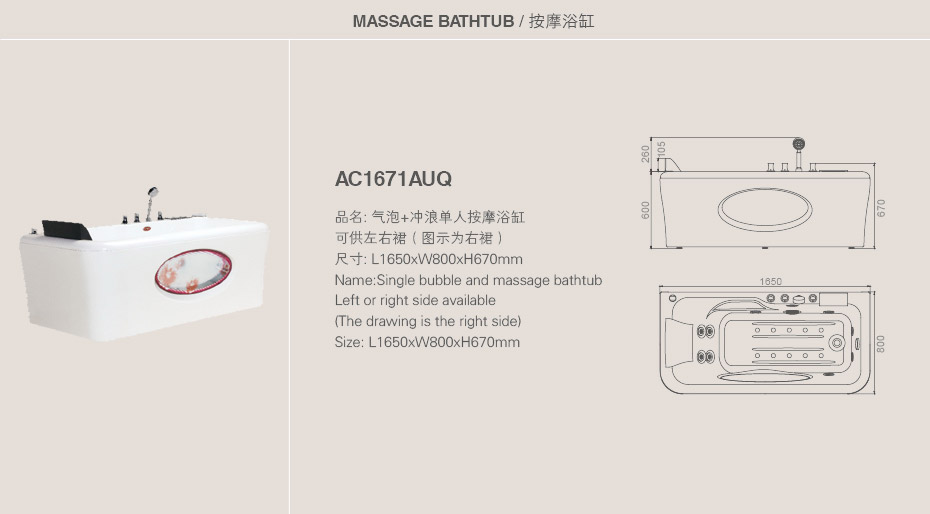 MASSAGE BATHTUB / 按摩浴缸
AC1671AUQ
品名: 气泡+冲浪单人按摩浴缸
可供左右裙（图示为右裙）
尺寸: L1650xW800xH670mm
Name:Single bubble and massage bathtub
Left or right side available
(The drawing is the right side)
Size: L1650xW800xH670mm
260
105
600
670
1650
800